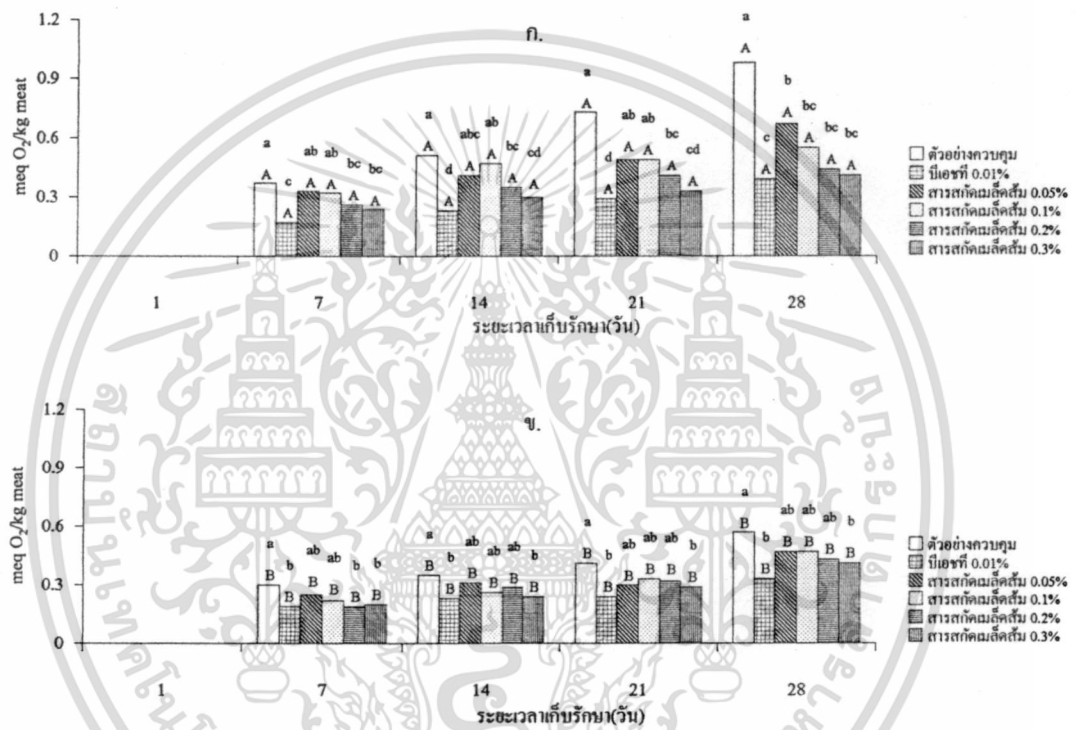 1.2
0.9
0.6
0.3
0
meq O₂/kg meat
ก.
a
A
c
A
ab
A
ab
A
bc
A
bc
A
a
A
d
A
abc
A
ab
A
bc
A
cd
A
a
A
d
A
ab
A
ab
A
bc
A
cd
A
a
A
c
A
b
A
bc
A
bc
A
bc
A
ตัวอย่างควบคุม
บีเอชที 0.01%
สารสกัดเมล็ดส้ม 0.05%
สารสกัดเมล็ดส้ม 0.1%
สารสกัดเมล็ดส้ม 0.2%
สารสกัดเมล็ดส้ม 0.3%
1 7 14 21 28
ระยะเวลาเก็บรักษา(วัน)
1.2
0.9
0.6
0.3
0
meq O₂/kg meat
ข.
a
B
b
B
ab
B
ab
B
b
B
b
B
a
B
b
B
ab
B
ab
B
ab
B
b
B
a
B
b
B
ab
B
ab
B
ab
B
b
B
a
B
b
B
ab
B
ab
B
ab
B
b
B
ตัวอย่างควบคุม
บีเอชที่ 0.01%
สารสกัดเมล็ดส้ม 0.05%
สารสกัดเมล็ดส้ม 0.1%
สารสกัดเมล็ดส้ม 0.2%
สารสกัดเมล็ดส้ม 0.3%
1 7 14 21 28
ระยะเวลาเก็บรักษา(วัน)